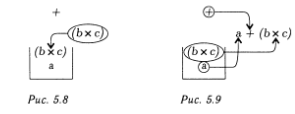 +
(b × c)
(b × c)
a
Рис. 5.8
+
a + (b × c)
(b × c)
a
Рис. 5.9